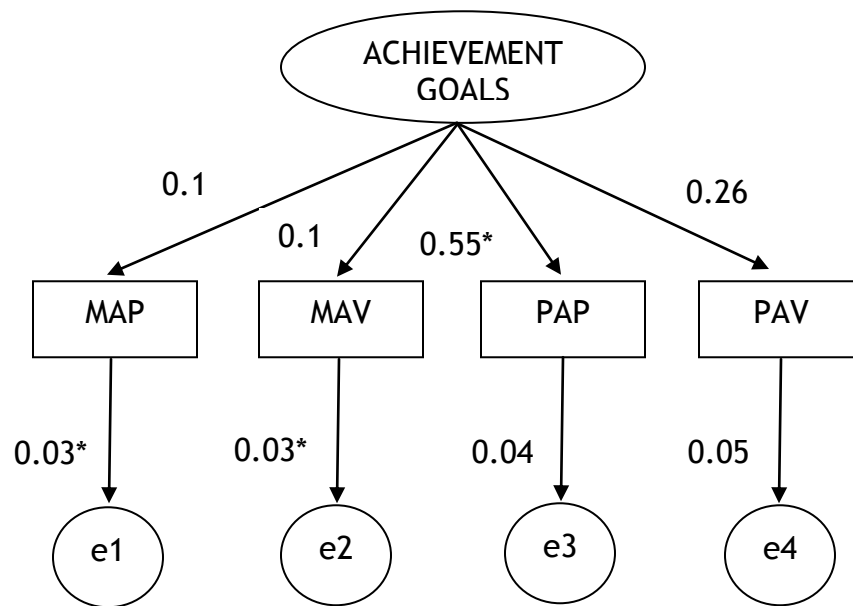 ACHIEVEMENT
GOALS
0.1
0.1
0.55*
0.26
MAP
MAV
PAP
PAV
0.03*
0.03*
0.04
0.05
e1
e2
e3
e4